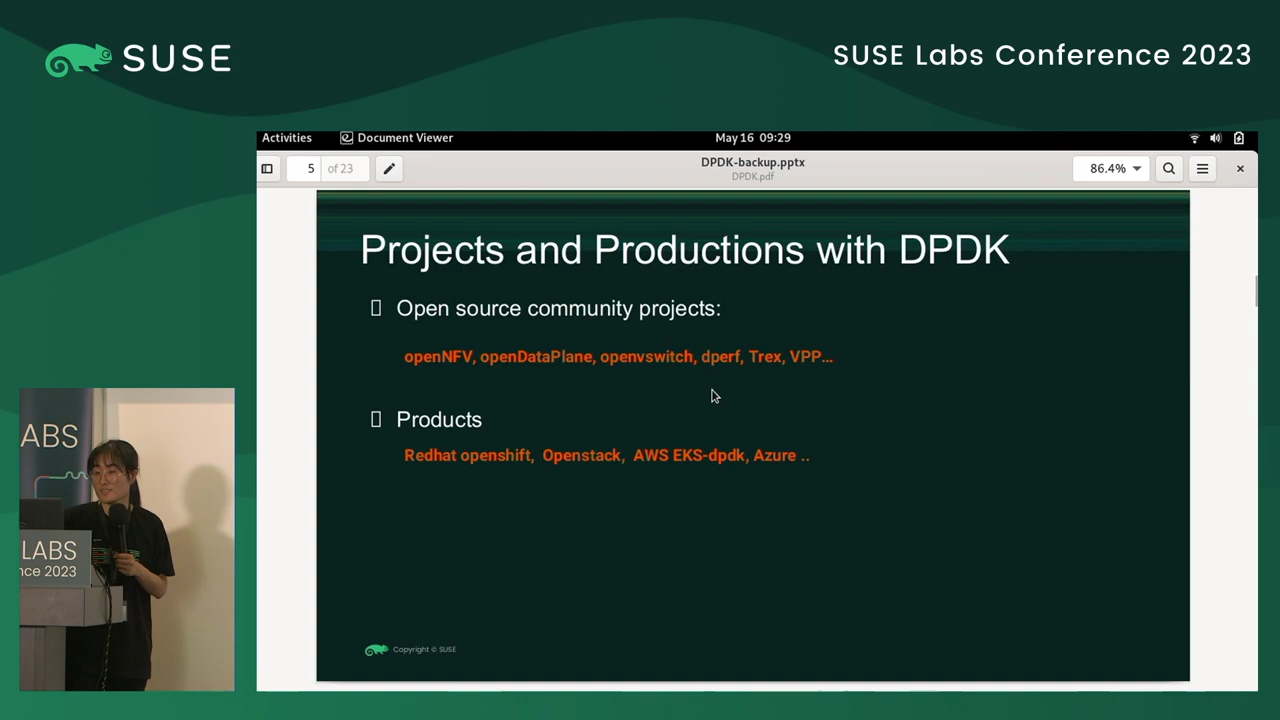 SUSE
SUSE Labs Conference 2023
Activities
Document Viewer
May 16 09:29
5 of 23
DPDK-backup.pptx
DPDK.pdf
86.4%
Projects and Productions with DPDK
Open source community projects:
openNFV, openDataPlane, openvswitch, dperf, Trex, VPP...
Products
Redhat openshift, Openstack, AWS EKS-dpdk, Azure ..
Copyright © SUSE
ABS
LABS
nce 2023